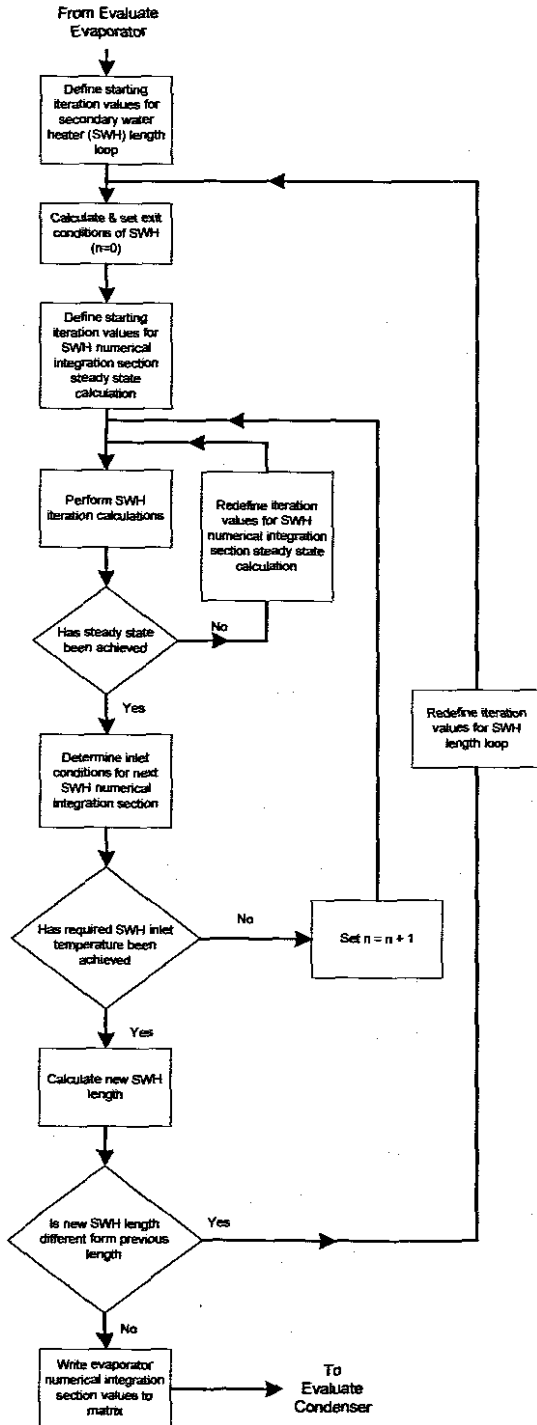 From Evaluate
Evaporator
Define starting
iteration values for
secondary water
heater (SWH) length
loop
Calculate & set exit
conditions of SWH
(n=0)
Define starting
iteration values for
SWH numerical
integration section
steady state
calculation
Perform SWH
iteration calculations
Redefine iteration
values for SWH
numerical integration
section steady state
calculation
Has steady state
been achieved
No
Yes
Redefine iteration
values for SWH
length loop
Determine inlet
conditions for next
SWH numerical
integration section
Has required SWH inlet
temperature been
achieved
No
Set n = n + 1
Yes
Calculate new SWH
length
Is new SWH length
different form previous
length
Yes
No
Write evaporator
numerical integration
section values to
matrix
To
Evaluate
Condenser